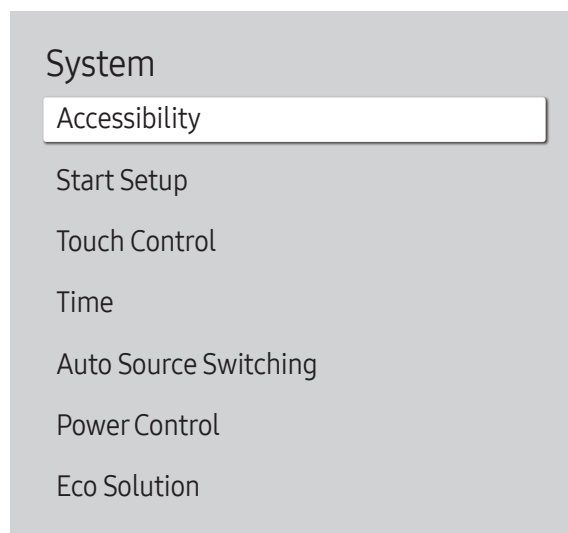 System
Accessibility
Start Setup
Touch Control
Time
Auto Source Switching
Power Control
Eco Solution